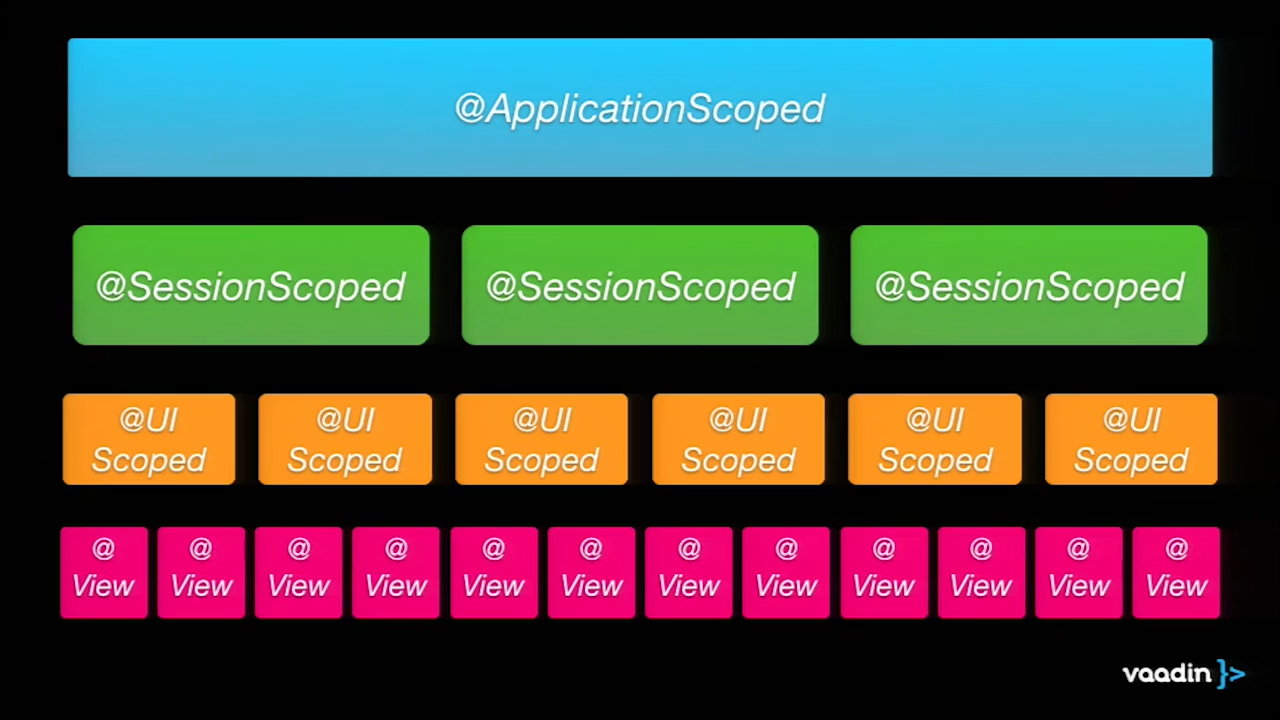 @ApplicationScoped
@SessionScoped @SessionScoped @SessionScoped
@UI @UI @UI @UI @UI @UI
Scoped Scoped Scoped Scoped Scoped Scoped
@ @ @ @ @ @ @ @ @ @ @ @
View View View View View View View View View View View View
vaadin }>